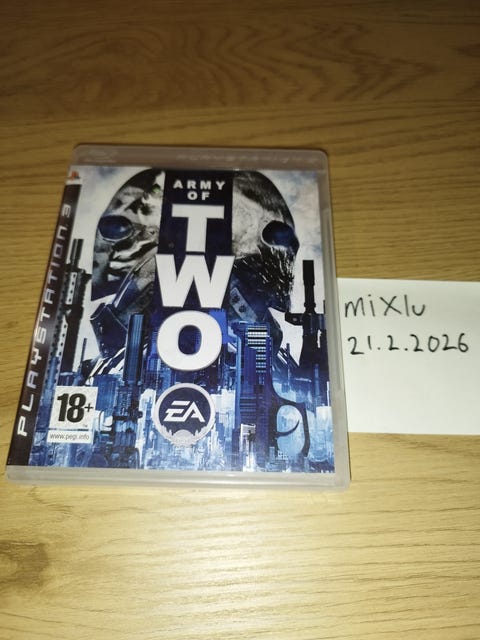 PLAYSTATION 3
ARMY
OF
TWO
18+
www.pegi.info
EA
mixlu
21.2.2026